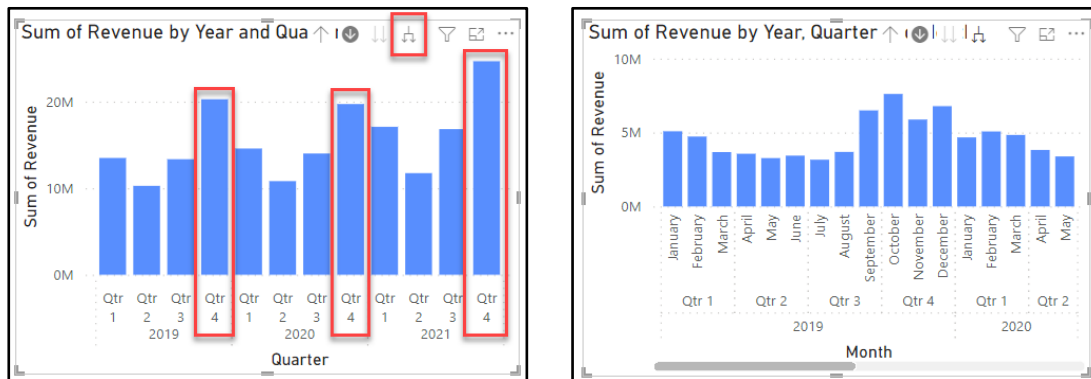 Sum of Revenue by Year and Qua
Sum of Revenue
20M
10M
0M
Qtr 1 Qtr 2 Qtr 3 Qtr 4 Qtr 1 Qtr 2 Qtr 3 Qtr 4 Qtr 1 Qtr 2 Qtr 3 Qtr 4
2019 2020 2021
Quarter
Sum of Revenue by Year, Quarter
Sum of Revenue
10M
5M
0M
January February March April May June July August September October November December January February March April May
Qtr 1 Qtr 2 Qtr 3 Qtr 4 Qtr 1 Qtr 2
2019 2020
Month